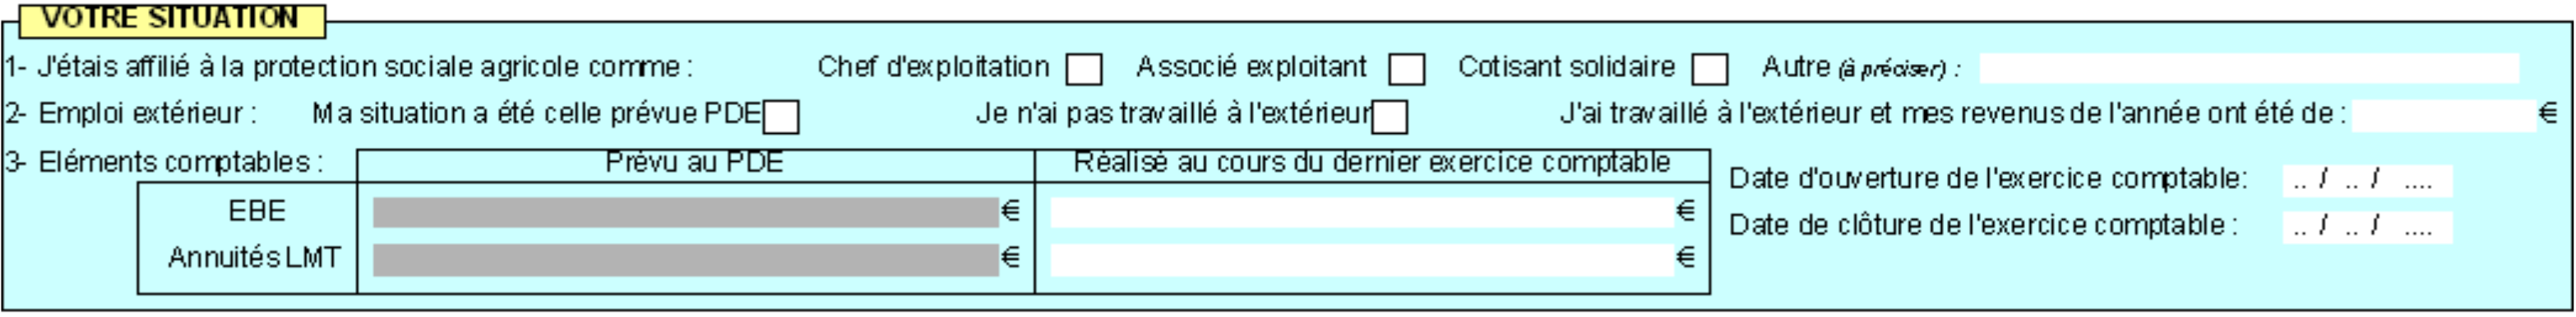 VOTRE SITUATION
1- J'étais affilié à la protection sociale agricole comme : Chef d'exploitation Associé exploitant Cotisant solidaire Autre (à préciser) :
2- Emploi extérieur : Ma situation a été celle prévue PDE Je n'ai pas travaillé à l'extérieur J'ai travaillé à l'extérieur et mes revenus de l'année ont été de : €
3- Eléments comptables : Prévu au PDE Réalisé au cours du dernier exercice comptable
Date d'ouverture de l'exercice comptable: .. / .. / ....
EBE € €
Date de clôture de l'exercice comptable : .. / .. / ....
Annuités LMT € €